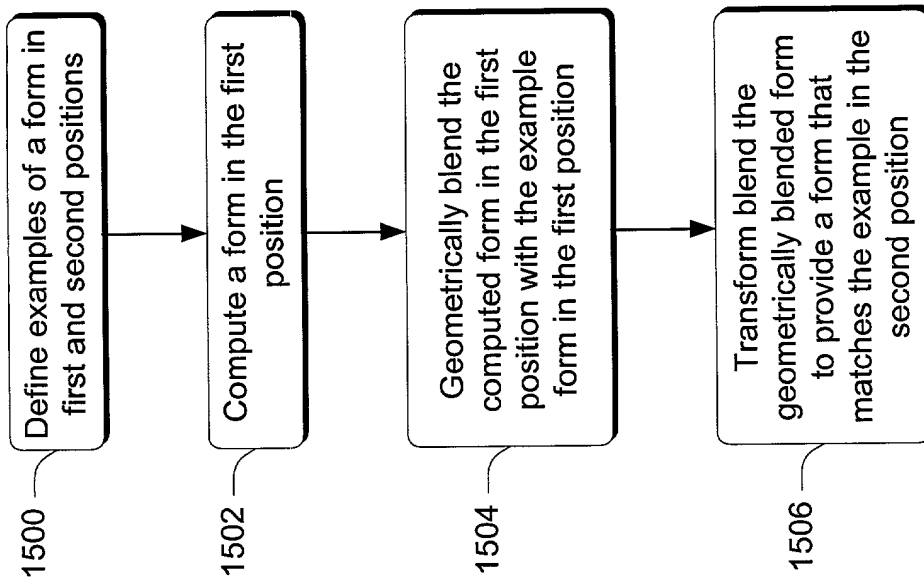 1500
Define examples of a form in
first and second positions
1502
Compute a form in the first
position
1504
Geometrically blend the
computed form in the first
position with the example
form in the first position
1506
Transform blend the
geometrically blended form
to provide a form that
matches the example in the
second position